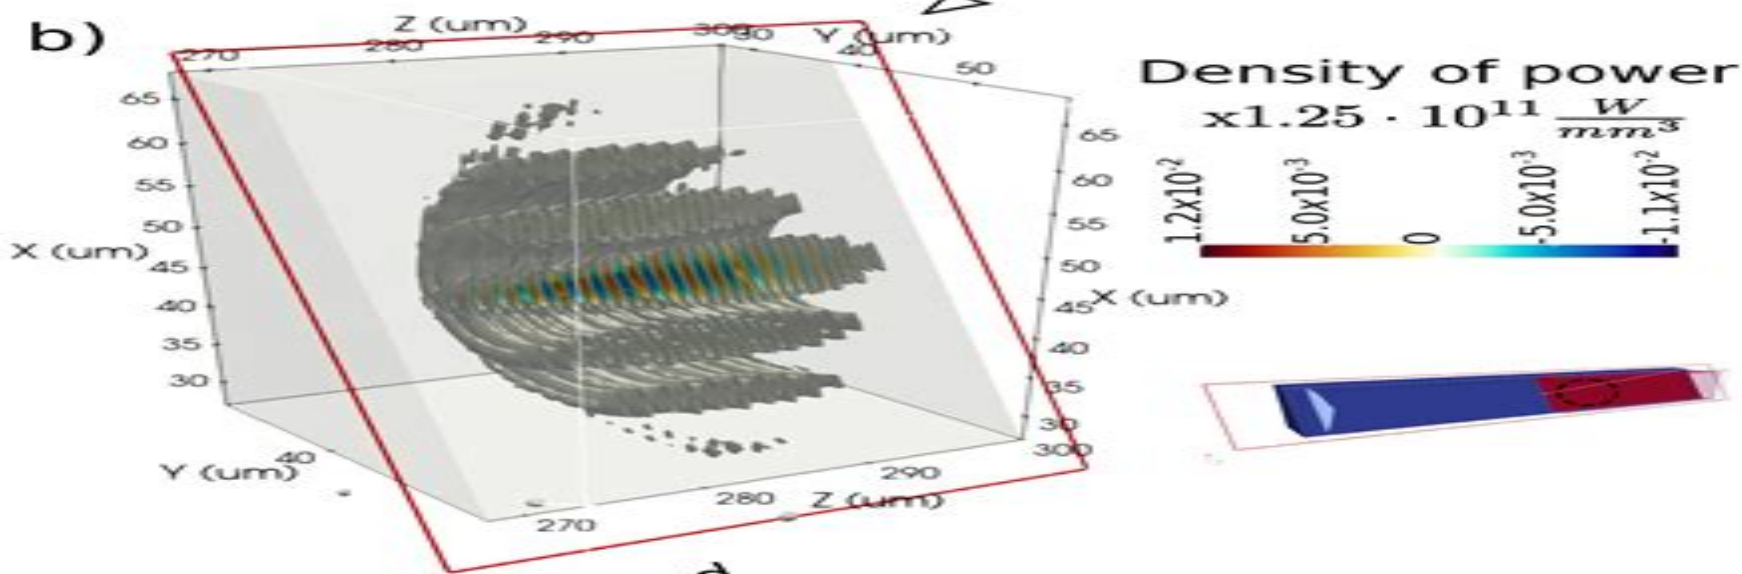 b)
Z (um)
270 280 290 300
30 40 50
Y (um)
65
60
55
50
45
40
35
30
X (um)
65
60
55
50
45
40
35
30
X (um)
40
Y (um)
270 280 290 300
Z (um)
Density of power
x1.25 · 10¹¹ W/mm³
1.2x10⁻² 5.0x10⁻³ 0 -5.0x10⁻³ -1.1x10⁻²